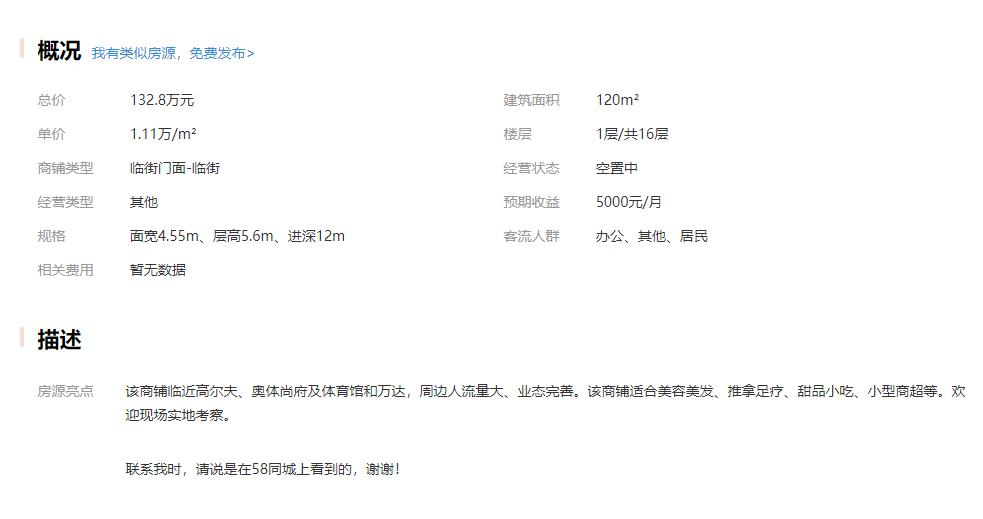 概况 我有类似房源，免费发布>
总价 132.8万元 建筑面积 120m²
单价 1.11万/m² 楼层 1层/共16层
商铺类型 临街门面-临街 经营状态 空置中
经营类型 其他 预期收益 5000元/月
规格 面宽4.55m、层高5.6m、进深12m 客流人群 办公、其他、居民
相关费用 暂无数据
描述
房源亮点 该商铺临近高尔夫、奥体尚府及体育馆和万达，周边人流量大、业态完善。该商铺适合美容美发、推拿足疗、甜品小吃、小型商超等。欢
迎现场实地考察。
联系我时，请说是在58同城上看到的，谢谢！